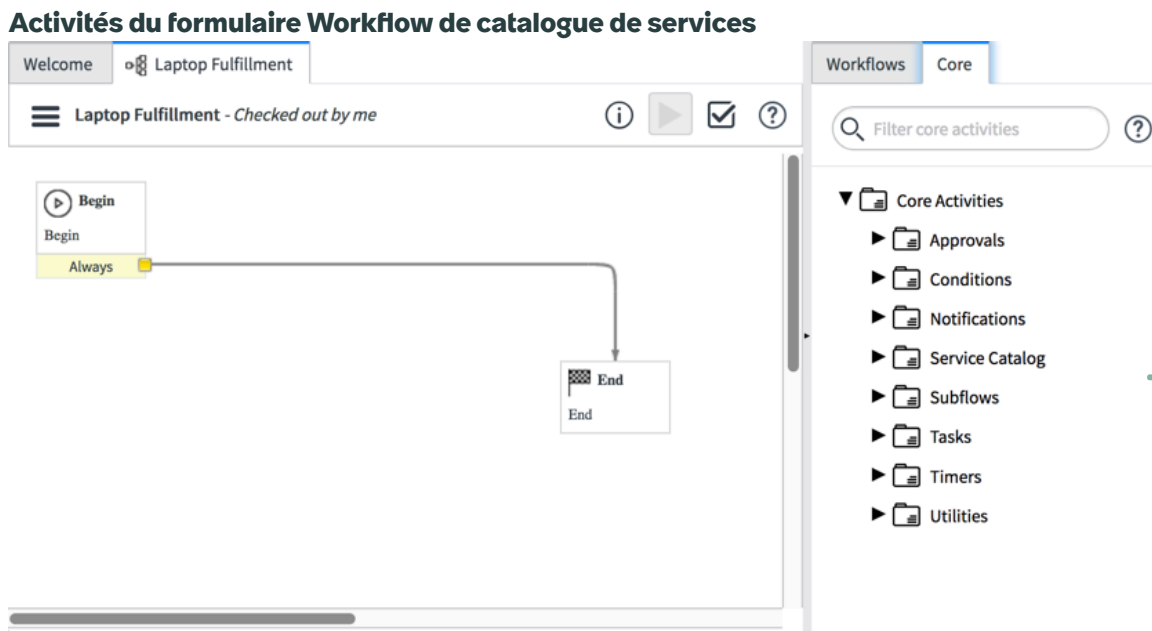 Activités du formulaire Workflow de catalogue de services
Welcome
Laptop Fulfillment
Workflows
Core
Laptop Fulfillment - Checked out by me
Filter core activities
Begin
Begin
Always
End
End
Core Activities
Approvals
Conditions
Notifications
Service Catalog
Subflows
Tasks
Timers
Utilities